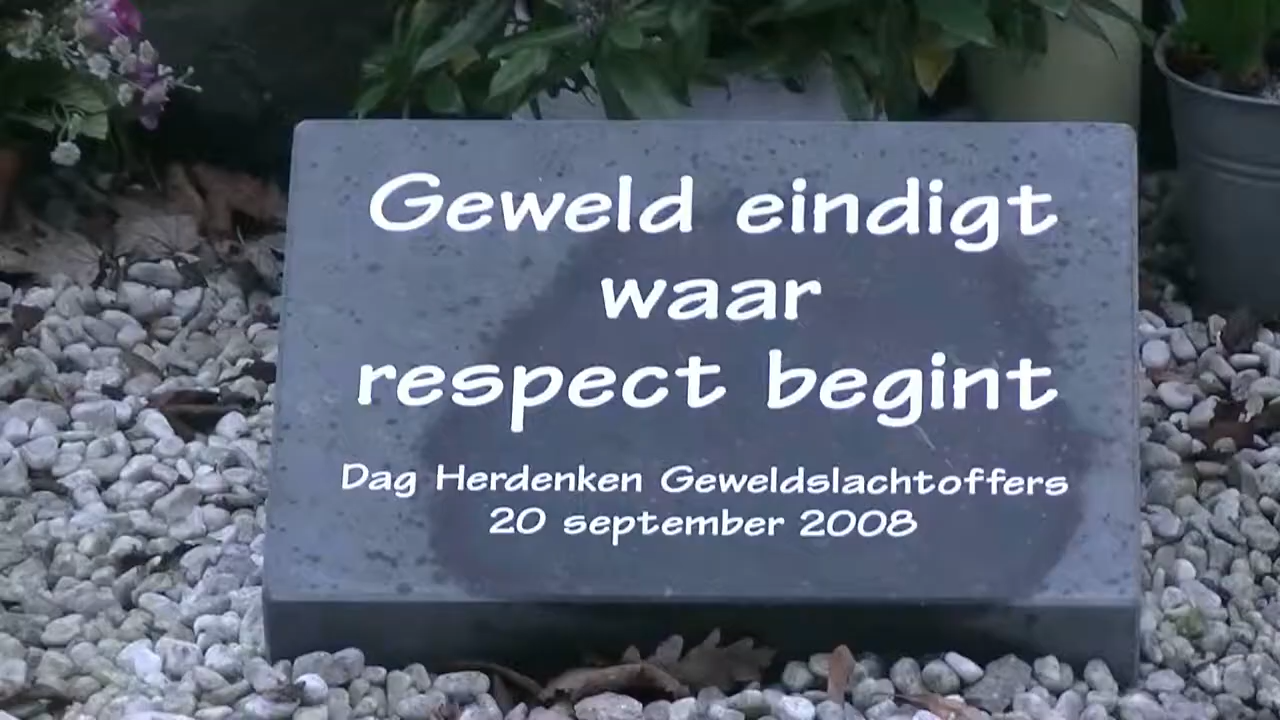 Geweld eindigt
waar
respect begint
Dag Herdenken Geweldslachtoffers
20 september 2008